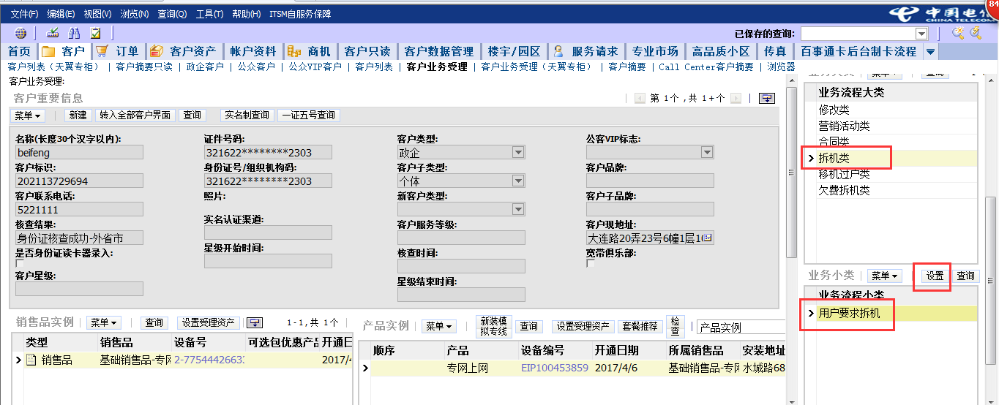 84
文件(F) 编辑(E) 视图(V) 浏览(N) 查询(Q) 工具(T) 帮助(H) ITSM自服务保障
中国电信
CHINA TELECOM
已保存的查询:
首页 客户 订单 客户资产 帐户资料 商机 客户只读 客户数据管理 楼宇/园区 服务请求 专业市场 高品质小区 传真 百事通卡后台制卡流程
客户列表（天翼专柜） | 客户摘要只读 | 政企客户 | 公众客户 | 公众VIP客户 | 客户列表 | 客户业务受理 | 客户业务受理（天翼专柜） | 客户摘要 | Call Center客户摘要 | 浏览器
客户业务受理:
客户重要信息
第 1个 ,共 1+个
菜单 新建 转入全部客户界面 查询 实名制查询 一证五号查询
名称(长度30个汉字以内): 证件号码: 客户类型: 公客VIP标志:
beifeng 321622********2303 政企
客户标识: 身份证号/组织机构码: 客户子类型: 客户品牌:
202113729694 321622********2303 个体
客户联系电话: 照片: 新客户类型: 客户子品牌:
5221111
核查结果: 实名认证渠道: 客户服务等级: 客户现地址:
身份证核查成功-外省市 大连路20弄23号6幢1层1
是否身份证读卡器录入: 星级开始时间: 核查时间: 宽带俱乐部:
客户星级: 星级结束时间:
销售品实例 菜单 查询 设置受理资产 1-1,共 1个
类型 销售品 设备号 可选包优惠产品 开通日
销售品 基础销售品-专网 2-7754442663 2017/4
产品实例 菜单 新装模拟专线 查询 设置受理资产 套餐推荐 检查 产品实例
顺序 产品 设备编号 开通日期 所属销售品 安装地址
专网上网 EIP100453859 2017/4/6 基础销售品-专 水城路68
业务大类 菜单 查询
业务流程大类
修改类
营销活动类
合同类
拆机类
移机过户类
欠费拆机类
业务小类 菜单 设置 查询
业务流程小类
用户要求拆机